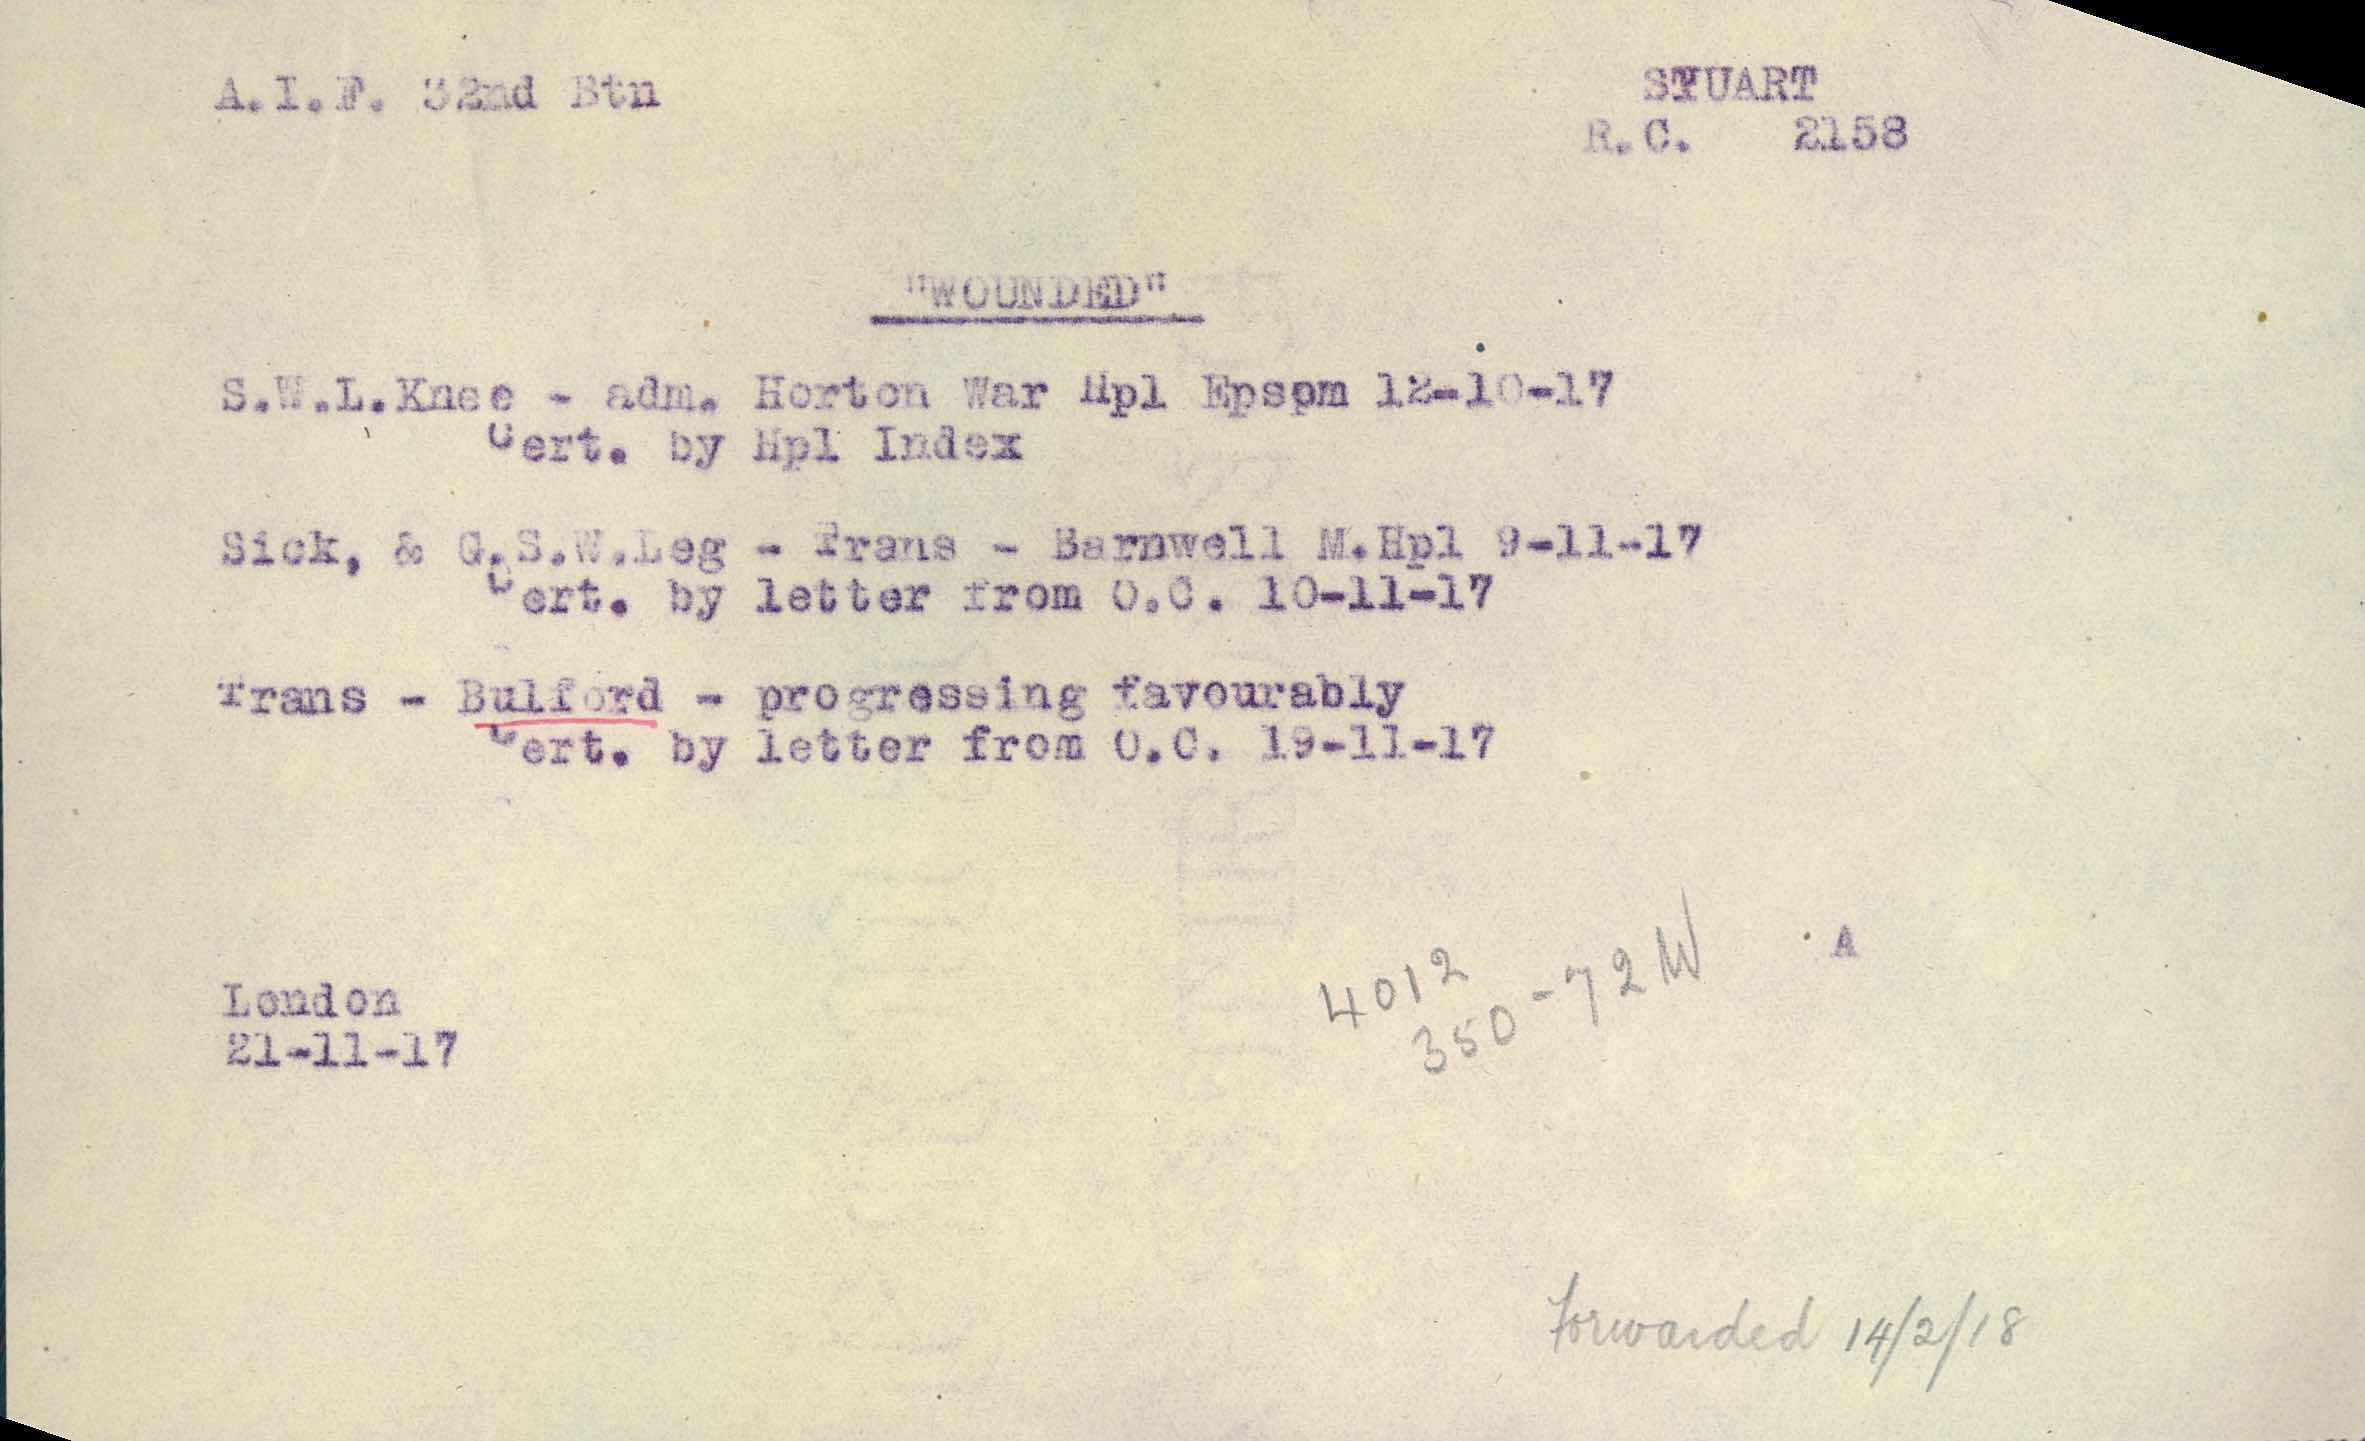 A.I.F. 32nd Btn
STUART
R.C. 2158
"WOUNDED"
S.W.L.Knee - adm. Horton War Hpl Epsom 12-10-17
Cert. by Hpl Index
Sick, & G.S.W.Leg - Trans - Barnwell M.Hpl 9-11-17
Cert. by letter from O.C. 10-11-17
Trans - Bulford - progressing favourably
Cert. by letter from O.C. 19-11-17
4012
350-72W
A
London
21-11-17
Forwarded 14/2/18